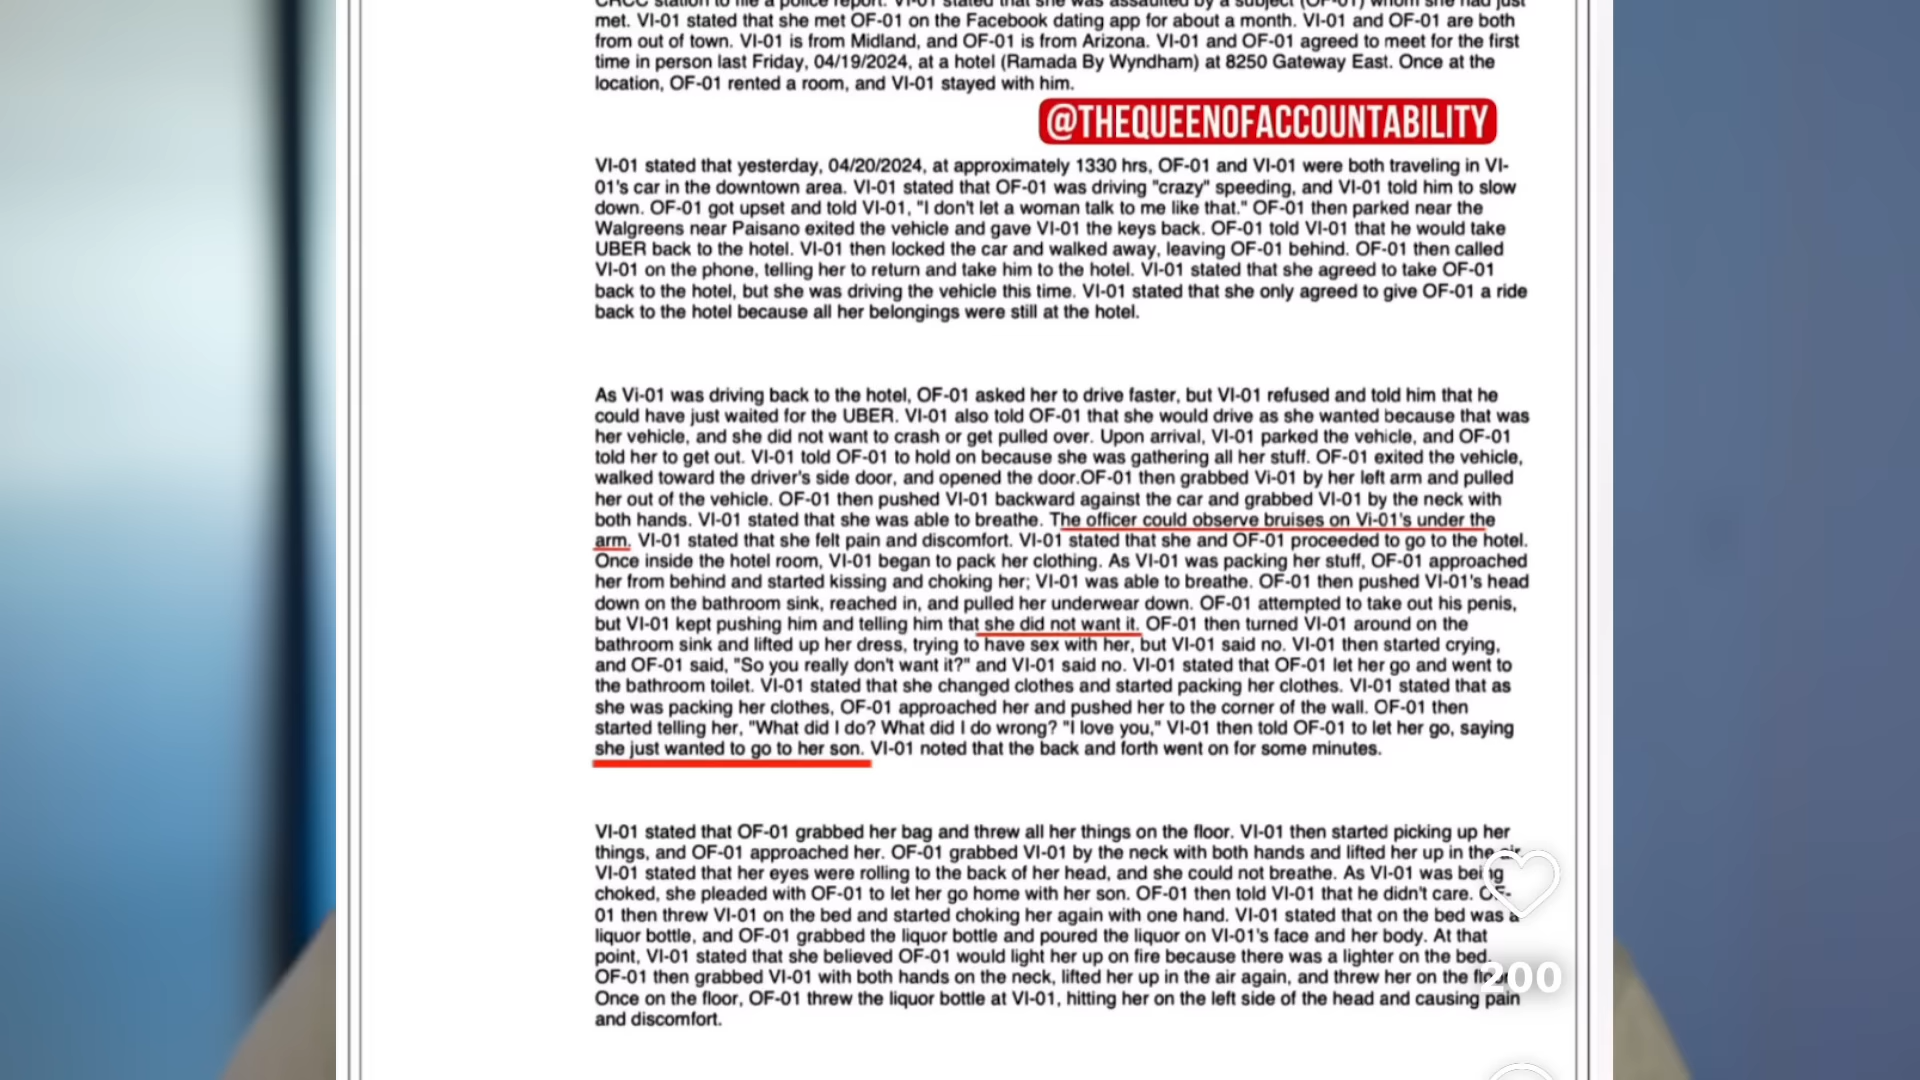 CRCC station to file a police report. VI-01 stated that she was assaulted by a subject (OF-01) whom she had just
met. VI-01 stated that she met OF-01 on the Facebook dating app for about a month. VI-01 and OF-01 are both
from out of town. VI-01 is from Midland, and OF-01 is from Arizona. VI-01 and OF-01 agreed to meet for the first
time in person last Friday, 04/19/2024, at a hotel (Ramada By Wyndham) at 8250 Gateway East. Once at the
location, OF-01 rented a room, and VI-01 stayed with him.
@THEQUEENOFACCOUNTABILITY
VI-01 stated that yesterday, 04/20/2024, at approximately 1330 hrs, OF-01 and VI-01 were both traveling in VI-
01's car in the downtown area. VI-01 stated that OF-01 was driving "crazy" speeding, and VI-01 told him to slow
down. OF-01 got upset and told VI-01, "I don't let a woman talk to me like that." OF-01 then parked near the
Walgreens near Paisano exited the vehicle and gave VI-01 the keys back. OF-01 told VI-01 that he would take
UBER back to the hotel. VI-01 then locked the car and walked away, leaving OF-01 behind. OF-01 then called
VI-01 on the phone, telling her to return and take him to the hotel. VI-01 stated that she agreed to take OF-01
back to the hotel, but she was driving the vehicle this time. VI-01 stated that she only agreed to give OF-01 a ride
back to the hotel because all her belongings were still at the hotel.
As Vi-01 was driving back to the hotel, OF-01 asked her to drive faster, but VI-01 refused and told him that he
could have just waited for the UBER. VI-01 also told OF-01 that she would drive as she wanted because that was
her vehicle, and she did not want to crash or get pulled over. Upon arrival, VI-01 parked the vehicle, and OF-01
told her to get out. VI-01 told OF-01 to hold on because she was gathering all her stuff. OF-01 exited the vehicle,
walked toward the driver's side door, and opened the door.OF-01 then grabbed Vi-01 by her left arm and pulled
her out of the vehicle. OF-01 then pushed VI-01 backward against the car and grabbed VI-01 by the neck with
both hands. VI-01 stated that she was able to breathe. The officer could observe bruises on Vi-01's under the
arm. VI-01 stated that she felt pain and discomfort. VI-01 stated that she and OF-01 proceeded to go to the hotel.
Once inside the hotel room, VI-01 began to pack her clothing. As VI-01 was packing her stuff, OF-01 approached
her from behind and started kissing and choking her; VI-01 was able to breathe. OF-01 then pushed VI-01's head
down on the bathroom sink, reached in, and pulled her underwear down. OF-01 attempted to take out his penis,
but VI-01 kept pushing him and telling him that she did not want it. OF-01 then turned VI-01 around on the
bathroom sink and lifted up her dress, trying to have sex with her, but VI-01 said no. VI-01 then started crying,
and OF-01 said, "So you really don't want it?" and VI-01 said no. VI-01 stated that OF-01 let her go and went to
the bathroom toilet. VI-01 stated that she changed clothes and started packing her clothes. VI-01 stated that as
she was packing her clothes, OF-01 approached her and pushed her to the corner of the wall. OF-01 then
started telling her, "What did I do? What did I do wrong? "I love you," VI-01 then told OF-01 to let her go, saying
she just wanted to go to her son. VI-01 noted that the back and forth went on for some minutes.
VI-01 stated that OF-01 grabbed her bag and threw all her things on the floor. VI-01 then started picking up her
things, and OF-01 approached her. OF-01 grabbed VI-01 by the neck with both hands and lifted her up in the air.
VI-01 stated that her eyes were rolling to the back of her head, and she could not breathe. As VI-01 was being
choked, she pleaded with OF-01 to let her go home with her son. OF-01 then told VI-01 that he didn't care. OF-
01 then threw VI-01 on the bed and started choking her again with one hand. VI-01 stated that on the bed was a
liquor bottle, and OF-01 grabbed the liquor bottle and poured the liquor on VI-01's face and her body. At that
point, VI-01 stated that she believed OF-01 would light her up on fire because there was a lighter on the bed.
OF-01 then grabbed VI-01 with both hands on the neck, lifted her up in the air again, and threw her on the floor.
200
Once on the floor, OF-01 threw the liquor bottle at VI-01, hitting her on the left side of the head and causing pain
and discomfort.